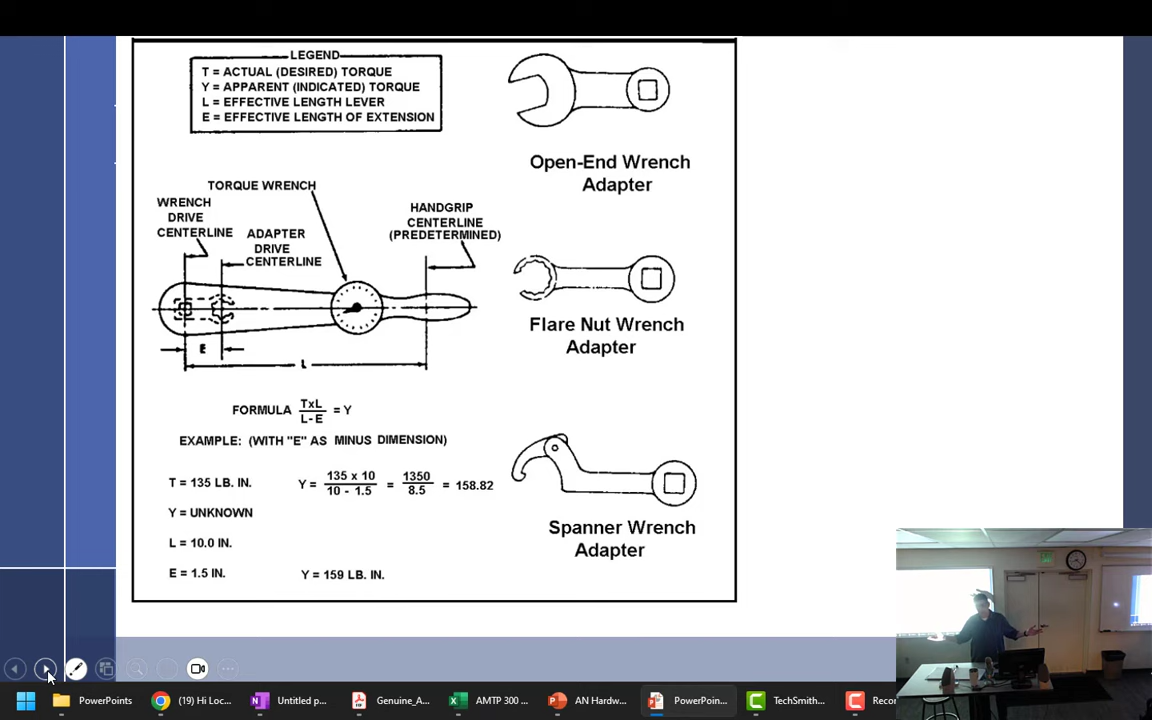 LEGEND
T = ACTUAL (DESIRED) TORQUE
Y = APPARENT (INDICATED) TORQUE
L = EFFECTIVE LENGTH LEVER
E = EFFECTIVE LENGTH OF EXTENSION
Open-End Wrench
Adapter
TORQUE WRENCH
WRENCH
DRIVE
CENTERLINE
ADAPTER
DRIVE
CENTERLINE
HANDGRIP
CENTERLINE
(PREDETERMINED)
E
L
Flare Nut Wrench
Adapter
FORMULA TxL / L-E = Y
EXAMPLE: (WITH "E" AS MINUS DIMENSION)
T = 135 LB. IN.
Y = 135 x 10 / 10 - 1.5 = 1350 / 8.5 = 158.82
Y = UNKNOWN
L = 10.0 IN.
E = 1.5 IN.
Y = 159 LB. IN.
Spanner Wrench
Adapter
PowerPoints
(19) Hi Loc...
Untitled p...
Genuine_A...
AMTP 300 ...
AN Hardw...
PowerPoin...
TechSmith...
Recor